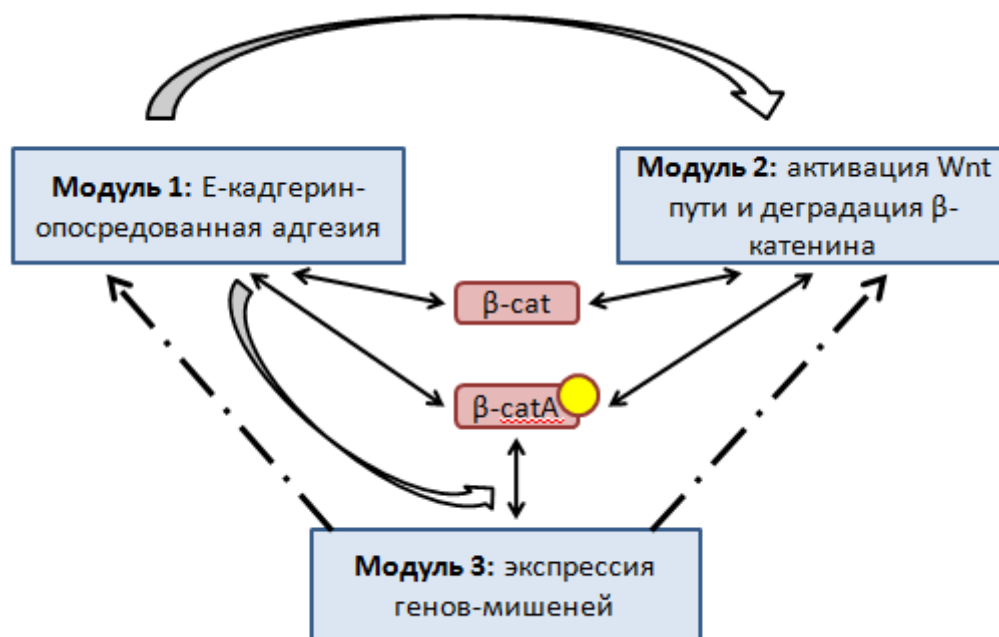 Модуль 1: Е-кадгерин-
опосредованная адгезия
Модуль 2: активация Wnt
пути и деградация β-
катенина
β-cat
β-catA
Модуль 3: экспрессия
генов-мишеней